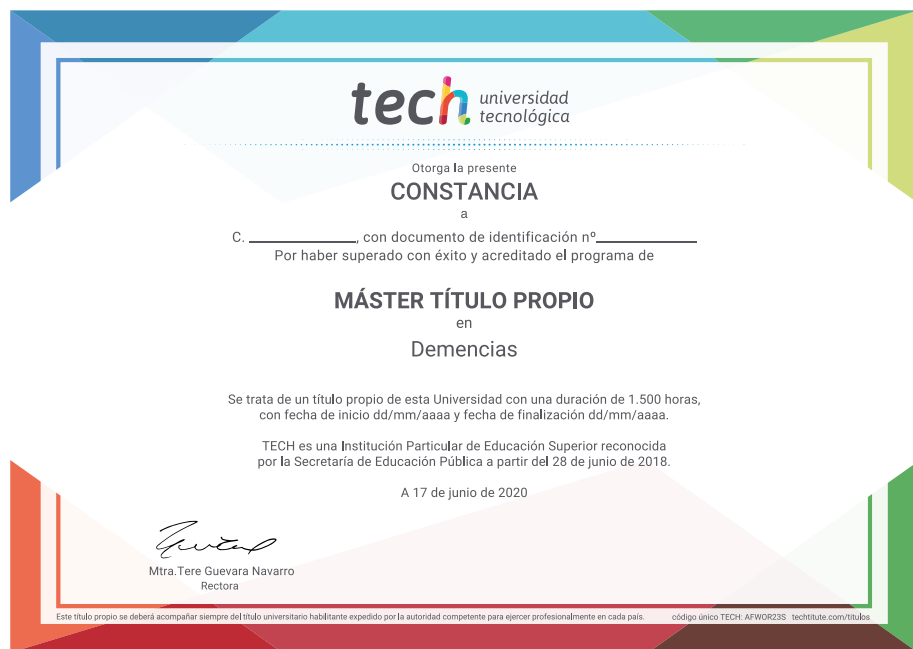 tech universidad
tecnológica
Otorga la presente
CONSTANCIA
a
C. ______________, con documento de identificación nº______________
Por haber superado con éxito y acreditado el programa de
MÁSTER TÍTULO PROPIO
en
Demencias
Se trata de un título propio de esta Universidad con una duración de 1.500 horas,
con fecha de inicio dd/mm/aaaa y fecha de finalización dd/mm/aaaa.
TECH es una Institución Particular de Educación Superior reconocida
por la Secretaría de Educación Pública a partir del 28 de junio de 2018.
A 17 de junio de 2020
Mtra.Tere Guevara Navarro
Rectora
Este título propio se deberá acompañar siempre del título universitario habilitante expedido por la autoridad competente para ejercer profesionalmente en cada país. código único TECH: AFWOR23S techtitute.com/titulos